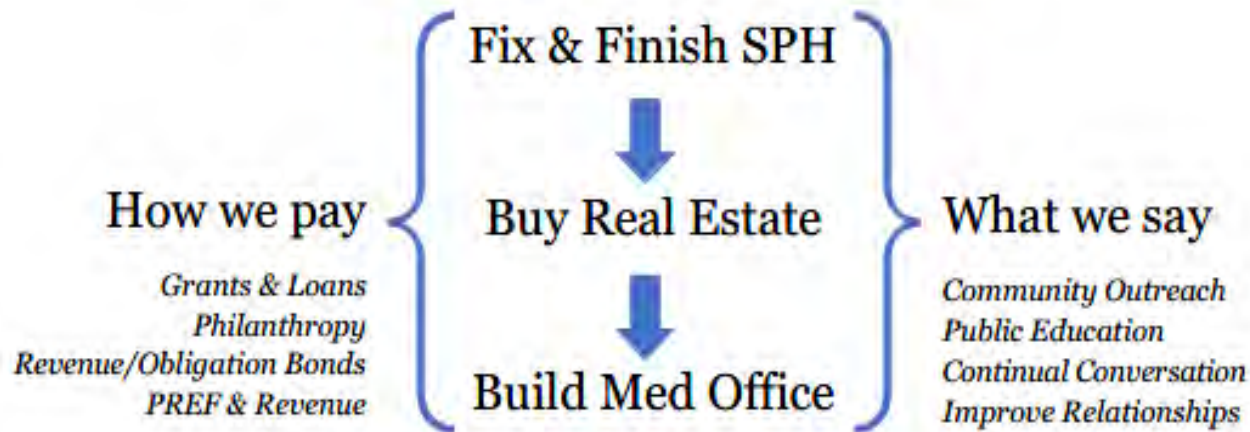 Fix & Finish SPH
How we pay
Grants & Loans
Philanthropy
Revenue/Obligation Bonds
PREF & Revenue
Buy Real Estate
Build Med Office
What we say
Community Outreach
Public Education
Continual Conversation
Improve Relationships